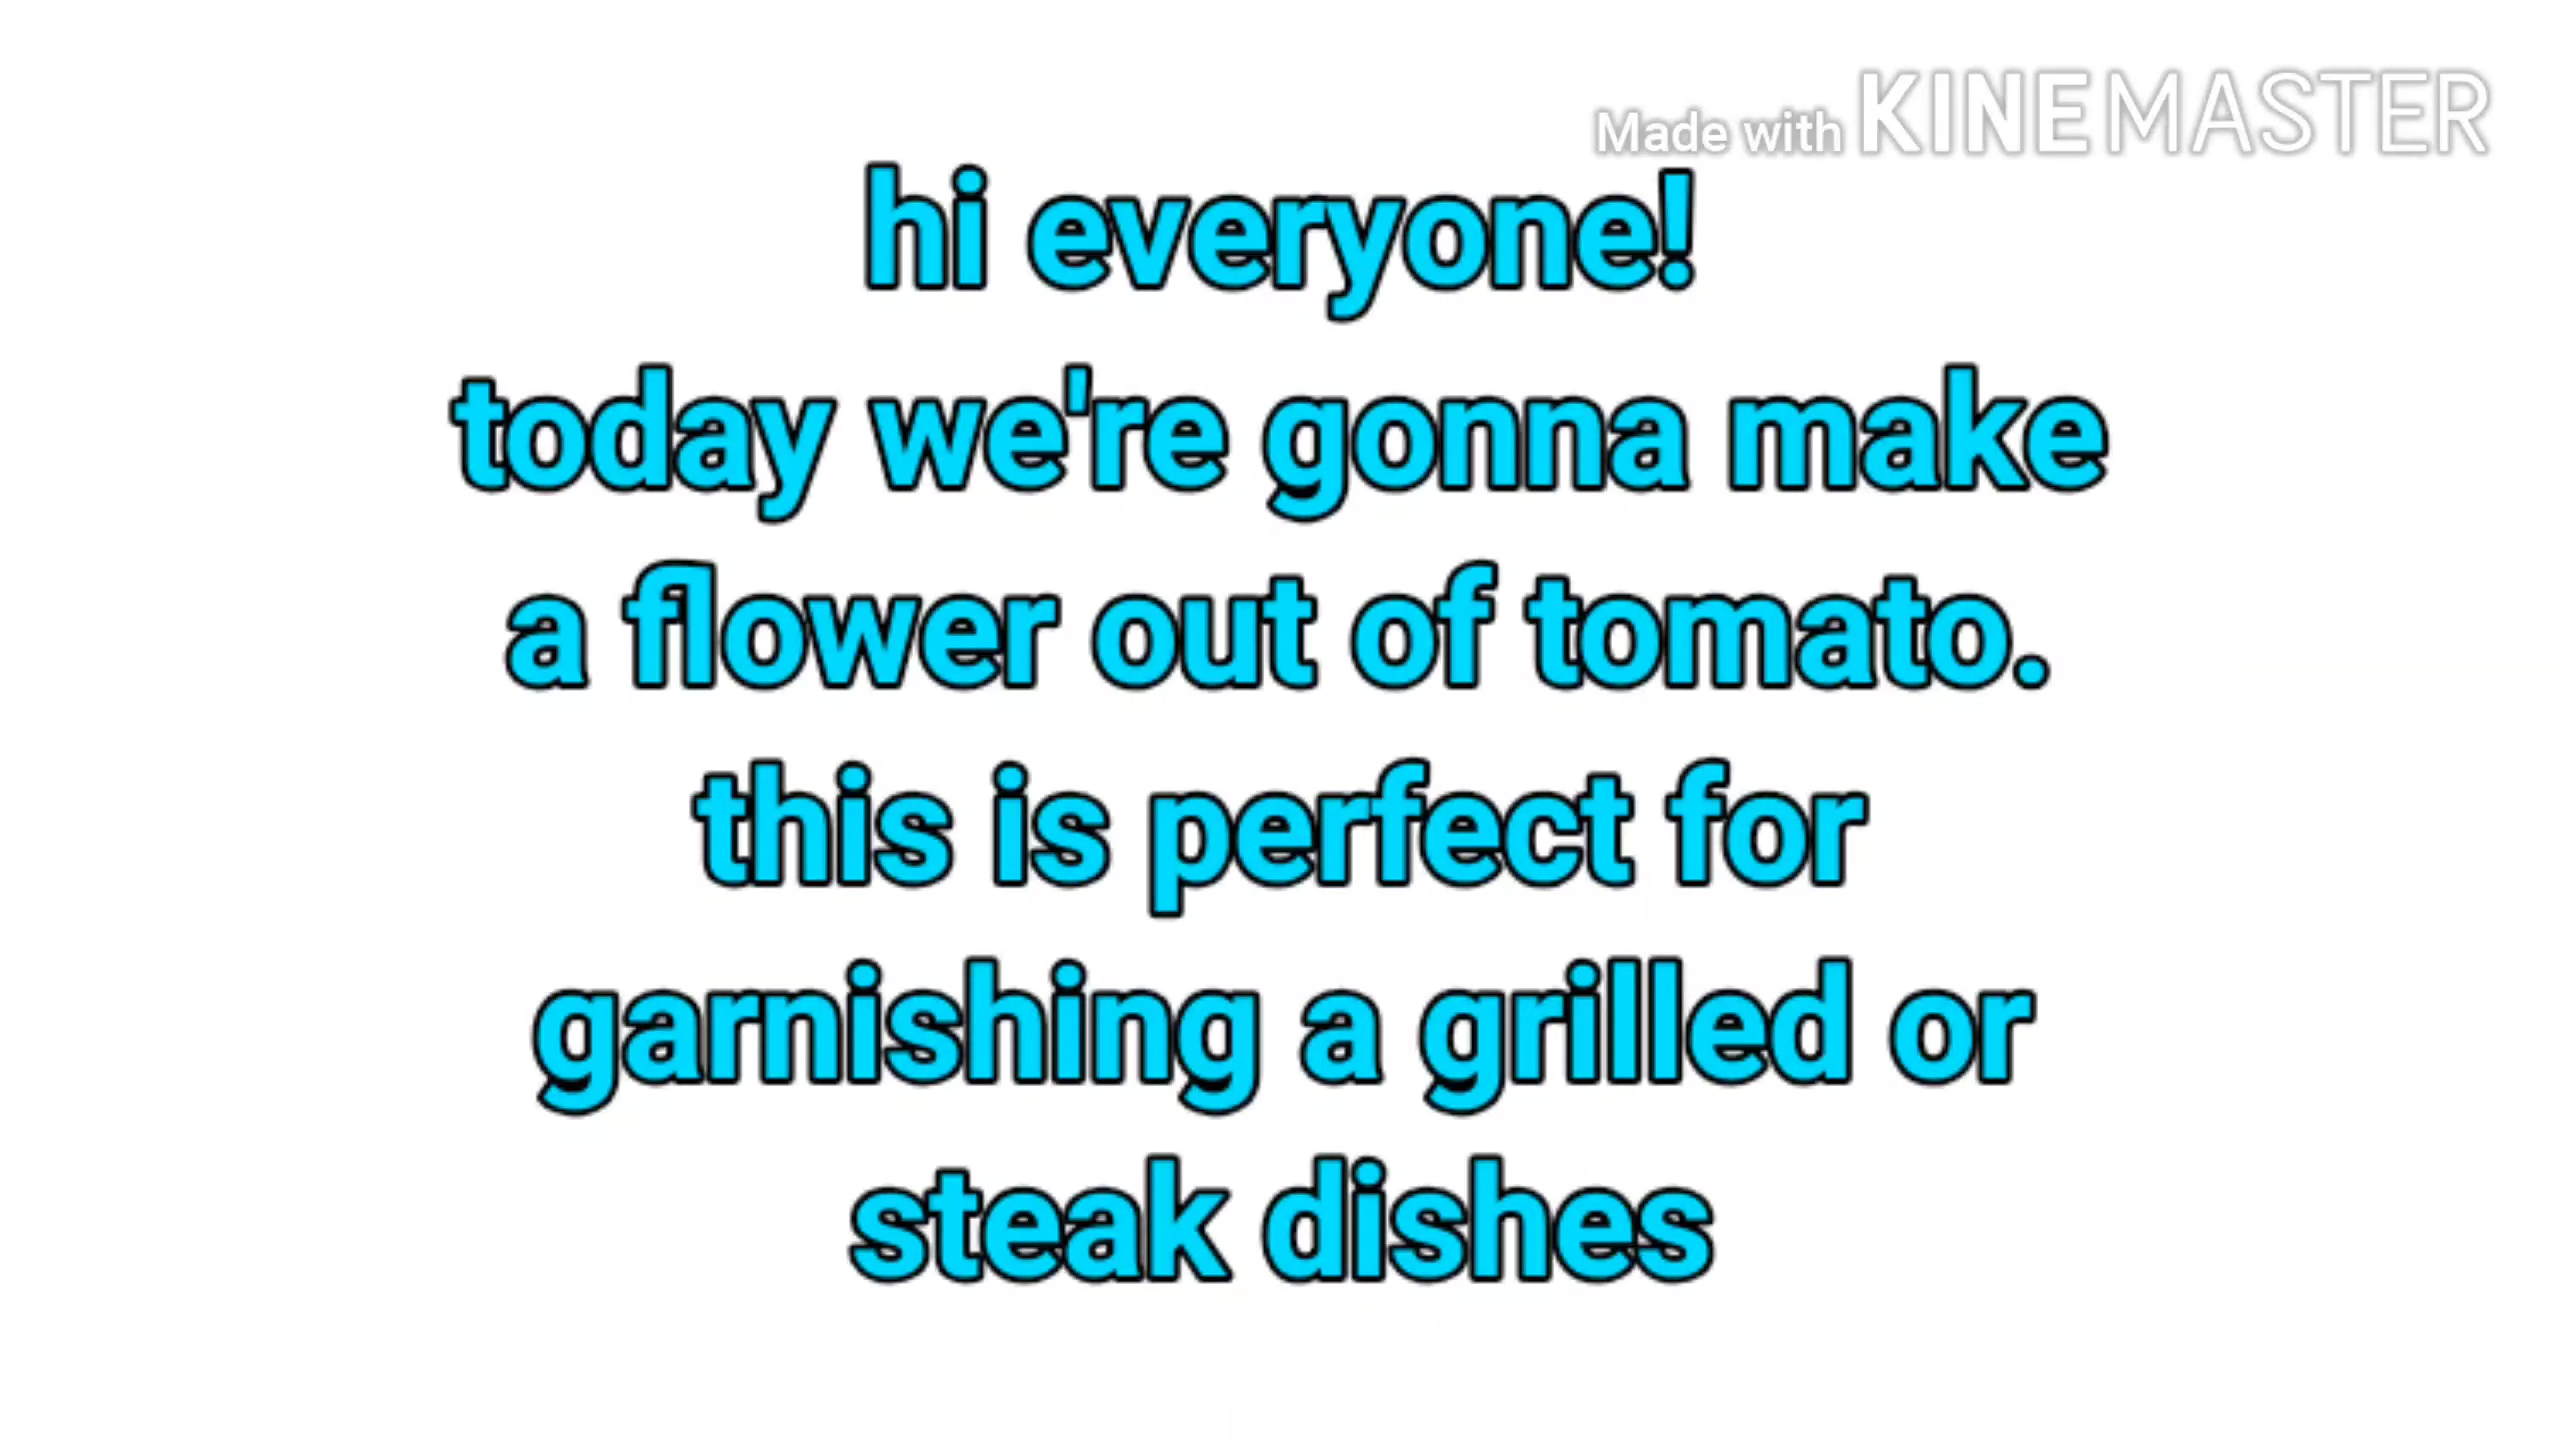 Made with KINEMASTER
hi everyone!
today we're gonna make
a flower out of tomato.
this is perfect for
garnishing a grilled or
steak dishes